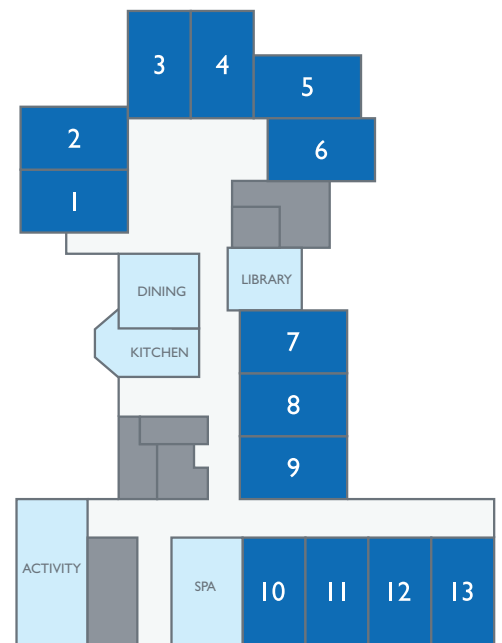 3
4
5
2
6
1
LIBRARY
DINING
7
KITCHEN
8
9
ACTIVITY
SPA
10
11
12
13